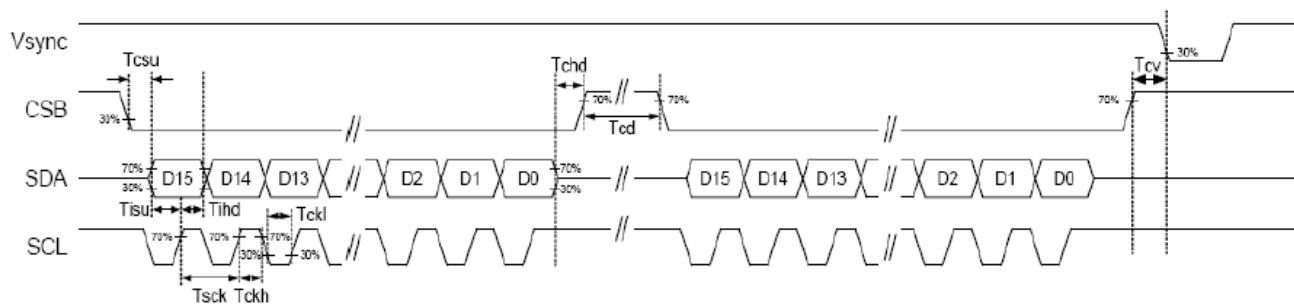 Vsync
30%
Tcsu
Tchd
Tcv
CSB
30%
70%
70%
70%
Tcd
SDA
70%
30%
D15
D14
D13
D2
D1
D0
70%
30%
D15
D14
D13
D2
D1
D0
Tisu
Tihd
Tckl
SCL
70%
70%
70%
30%
30%
Tsck
Tckh